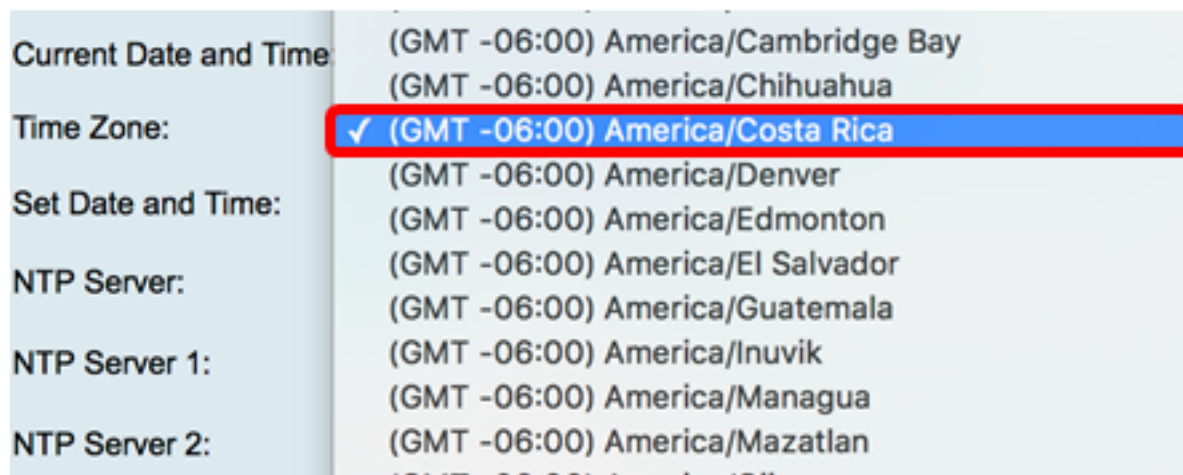 Current Date and Time:
Time Zone:
Set Date and Time:
NTP Server:
NTP Server 1:
NTP Server 2:
(GMT -06:00) America/Cambridge Bay
(GMT -06:00) America/Chihuahua
✓ (GMT -06:00) America/Costa Rica
(GMT -06:00) America/Denver
(GMT -06:00) America/Edmonton
(GMT -06:00) America/El Salvador
(GMT -06:00) America/Guatemala
(GMT -06:00) America/Inuvik
(GMT -06:00) America/Managua
(GMT -06:00) America/Mazatlan